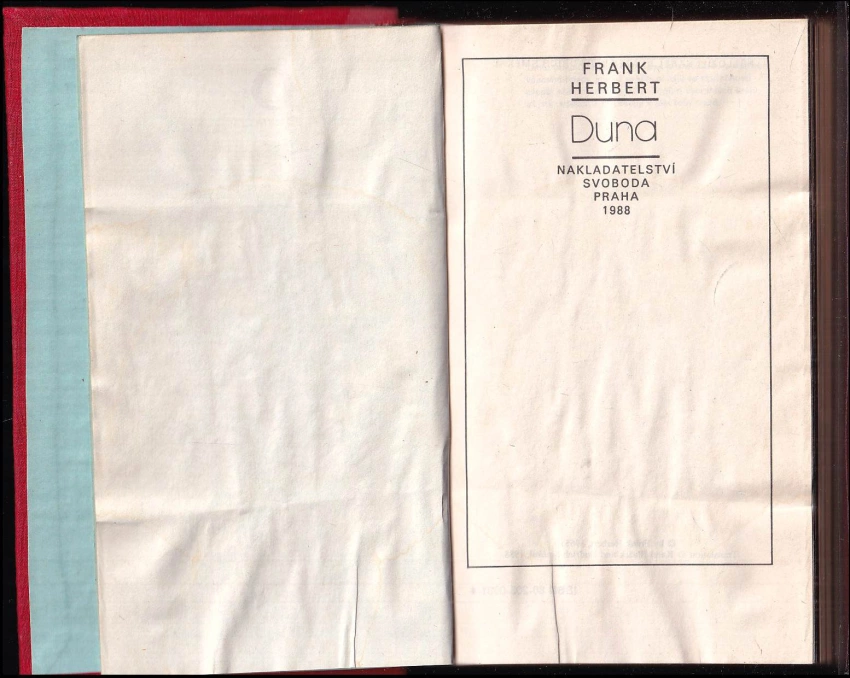 FRANK
HERBERT
Duna
NAKLADATELSTVÍ
SVOBODA
PRAHA
1988